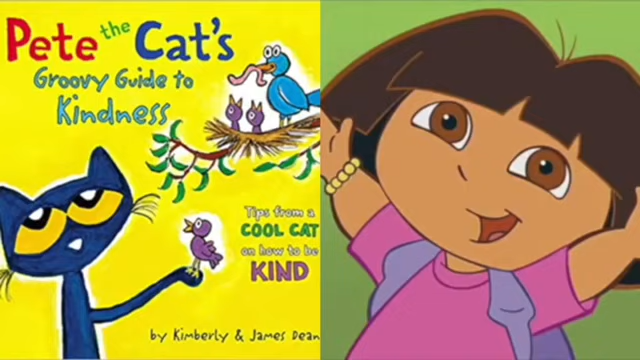 Pete the Cat's
Groovy Guide to
Kindness
Tips from a
COOL CAT
on how to be
KIND
by Kimberly & James Dean